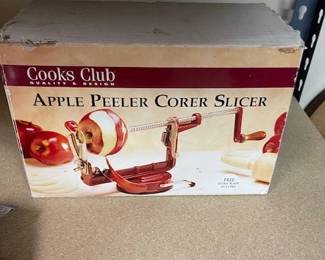 Cooks Club
QUALITY & DESIGN
APPLE PEELER CORER SLICER
FREE